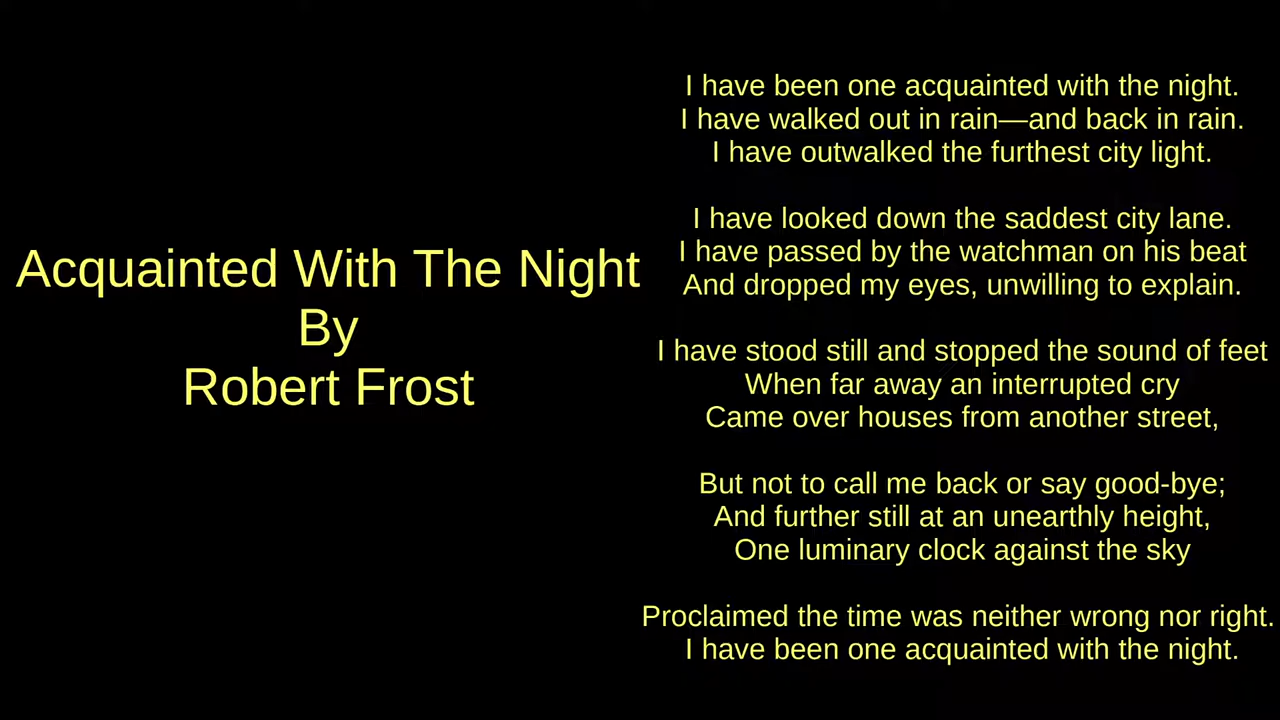 Acquainted With The Night
By
Robert Frost
I have been one acquainted with the night.
I have walked out in rain—and back in rain.
I have outwalked the furthest city light.
I have looked down the saddest city lane.
I have passed by the watchman on his beat
And dropped my eyes, unwilling to explain.
I have stood still and stopped the sound of feet
When far away an interrupted cry
Came over houses from another street,
But not to call me back or say good-bye;
And further still at an unearthly height,
One luminary clock against the sky
Proclaimed the time was neither wrong nor right.
I have been one acquainted with the night.